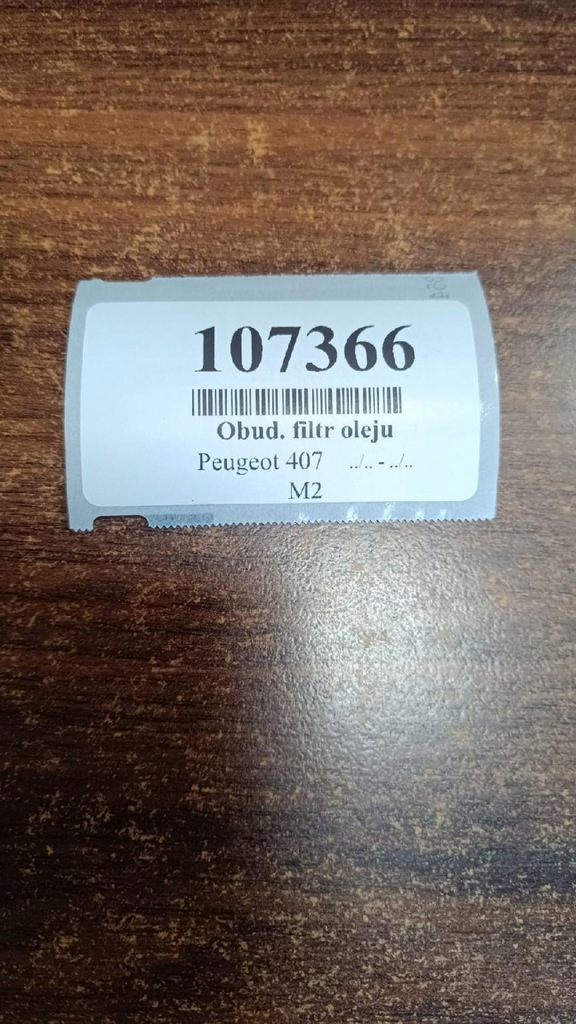 107366
Obud. filtr oleju
Peugeot 407 ../.. - ../..
M2